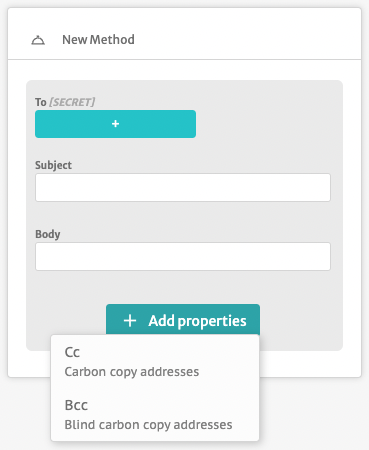 New Method
To [SECRET]
+
Subject
Body
+ Add properties
Cc
Carbon copy addresses
Bcc
Blind carbon copy addresses